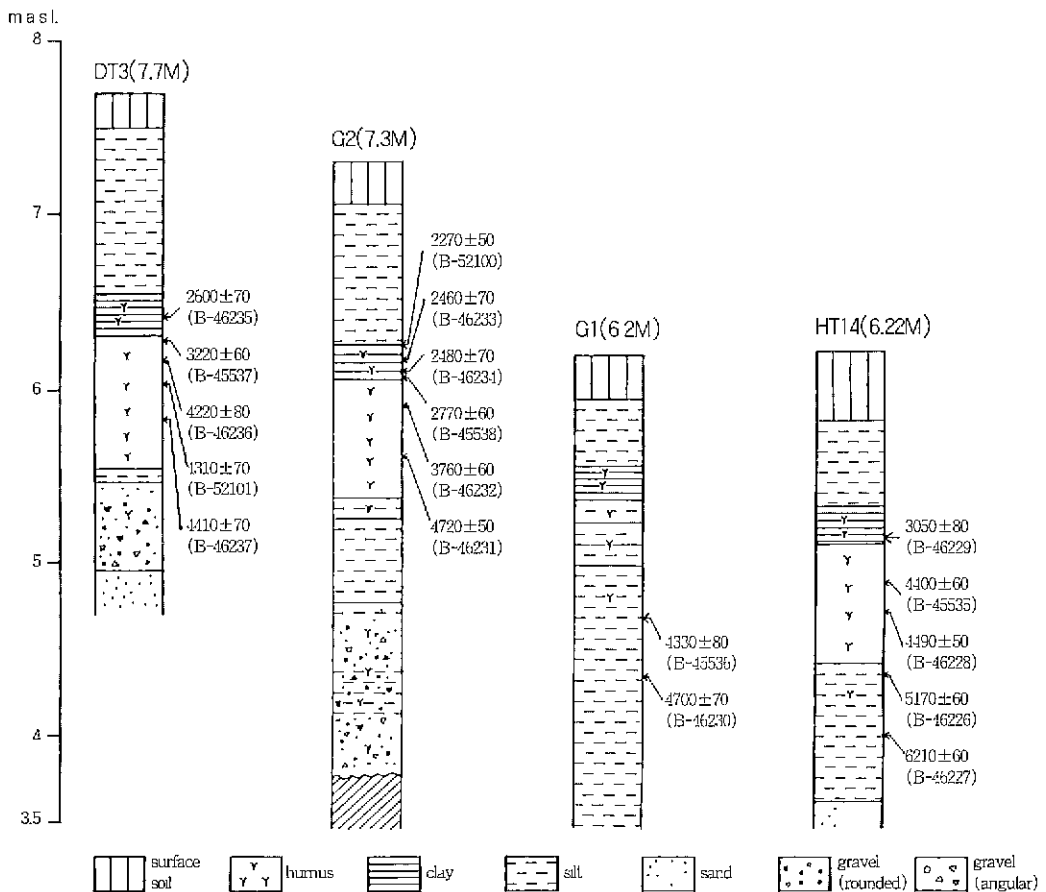 masl.
8
7
6
5
4
3.5
DT3(7.7M)
2600±70
(B-46235)
3220±60
(B-45537)
4220±80
(B-46236)
4310±70
(B-52101)
4410±70
(B-46237)
G2(7.3M)
2270±50
(B-52100)
2460±70
(B-46233)
2480±70
(B-46234)
2770±60
(B-45538)
3760±60
(B-46232)
4720±50
(B-46231)
G1(6.2M)
4330±80
(B-45536)
4700±70
(B-46230)
HT14(6.22M)
3050±80
(B-46229)
4400±60
(B-45535)
4490±50
(B-46228)
5170±60
(B-46226)
6210±60
(B-46227)
surface
soil
humus
clay
silt
sand
gravel
(rounded)
gravel
(angular)